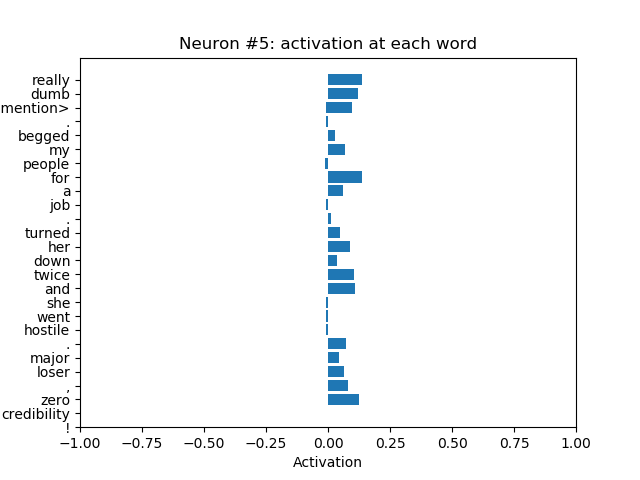 Neuron #5: activation at each word
really
dumb
mention>
.
begged
my
people
for
a
job
.
turned
her
down
twice
and
she
went
hostile
.
major
loser
,
zero
credibility
!
−1.00 −0.75 −0.50 −0.25 0.00 0.25 0.50 0.75 1.00
Activation